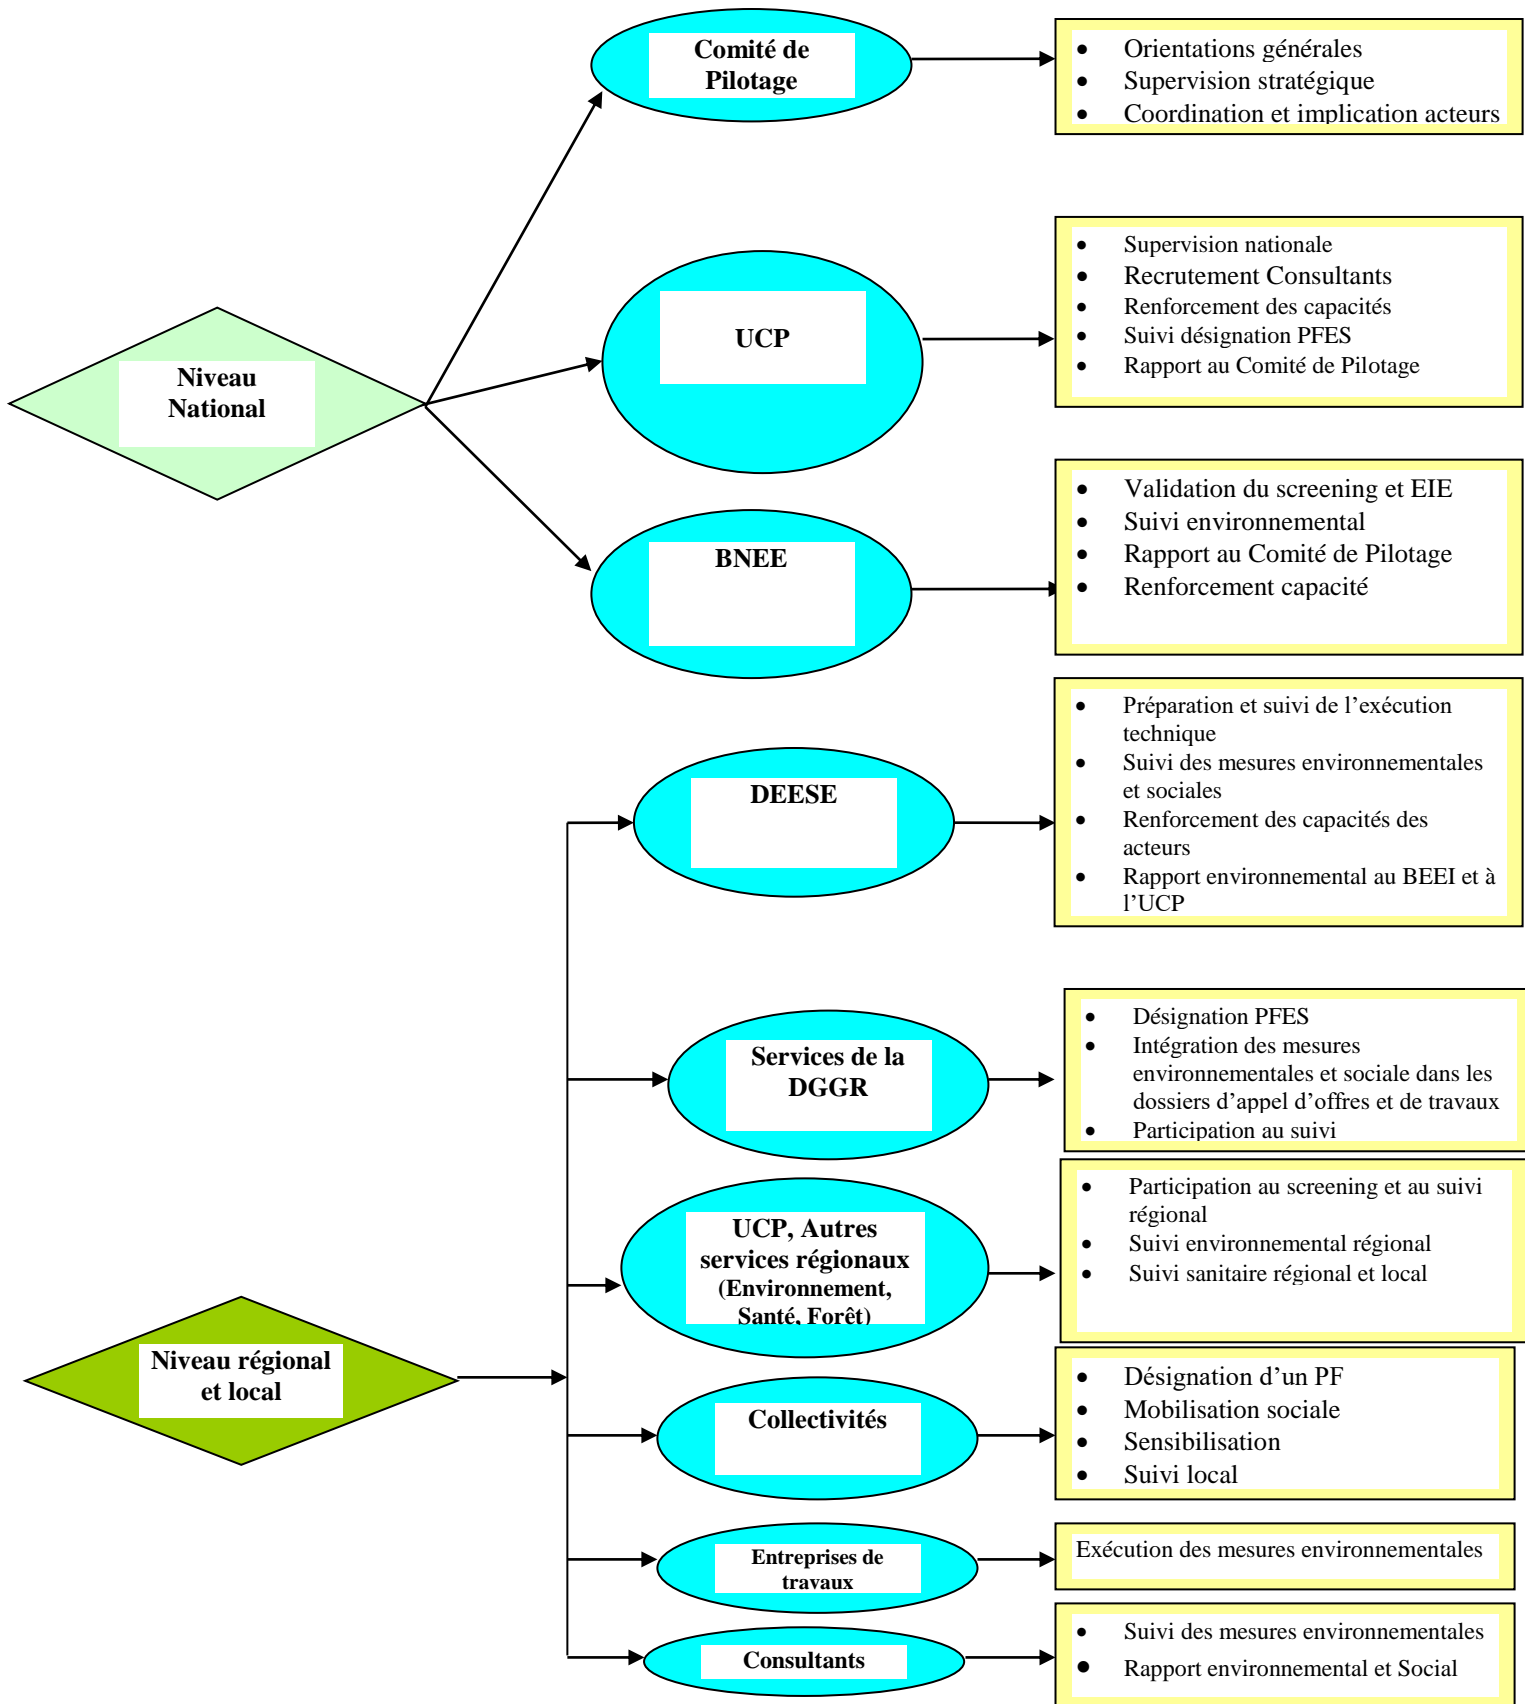 Comité de
Pilotage
• Orientations générales
• Supervision stratégique
• Coordination et implication acteurs
Niveau
National
UCP
• Supervision nationale
• Recrutement Consultants
• Renforcement des capacités
• Suivi désignation PFES
• Rapport au Comité de Pilotage
BNEE
• Validation du screening et EIE
• Suivi environnemental
• Rapport au Comité de Pilotage
• Renforcement capacité
DEESE
• Préparation et suivi de l’exécution
technique
• Suivi des mesures environnementales
et sociales
• Renforcement des capacités des
acteurs
• Rapport environnemental au BEEI et à
l’UCP
Services de la
DGGR
• Désignation PFES
• Intégration des mesures
environnementales et sociale dans les
dossiers d’appel d’offres et de travaux
• Participation au suivi
UCP, Autres
services régionaux
(Environnement,
Santé, Forêt)
• Participation au screening et au suivi
régional
• Suivi environnemental régional
• Suivi sanitaire régional et local
Niveau régional
et local
Collectivités
• Désignation d’un PF
• Mobilisation sociale
• Sensibilisation
• Suivi local
Entreprises de
travaux
Exécution des mesures environnementales
Consultants
• Suivi des mesures environnementales
• Rapport environnemental et Social